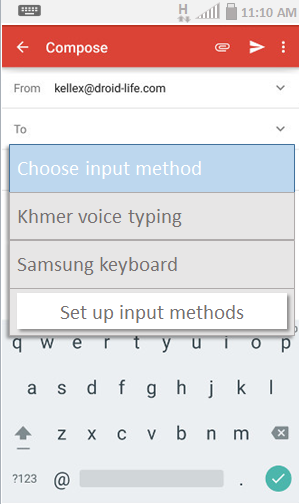 H 11:10 AM
Compose
From kellex@droid-life.com
To
Choose input method
Khmer voice typing
Samsung keyboard
Set up input methods
q w e r t y u i o p
a s d f g h j k l
z x c v b n m
?123 @ .